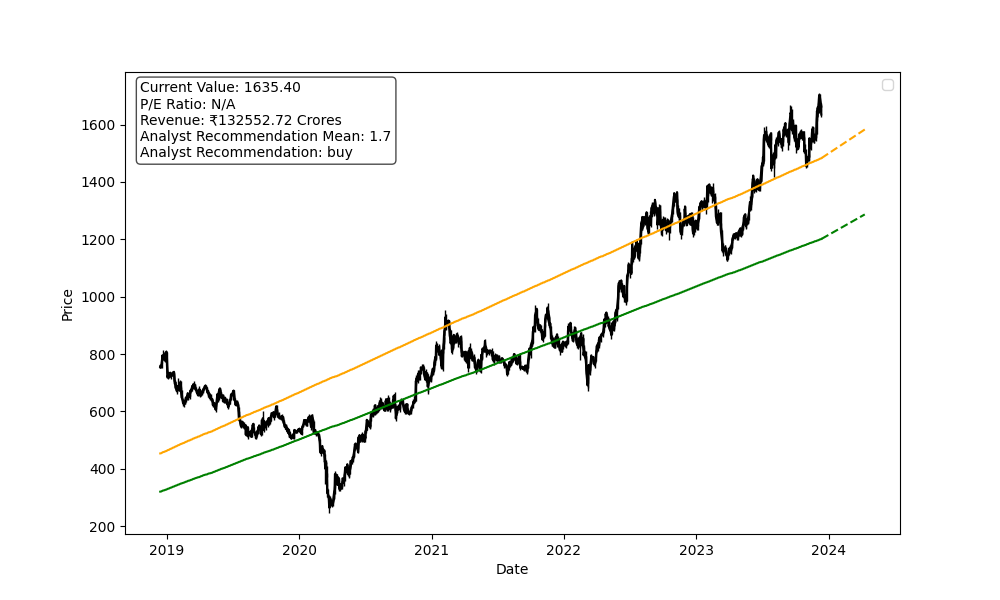 Current Value: 1635.40
P/E Ratio: N/A
Revenue: ₹132552.72 Crores
Analyst Recommendation Mean: 1.7
Analyst Recommendation: buy
1600
1400
1200
1000
800
600
400
200
Price
2019 2020 2021 2022 2023 2024
Date